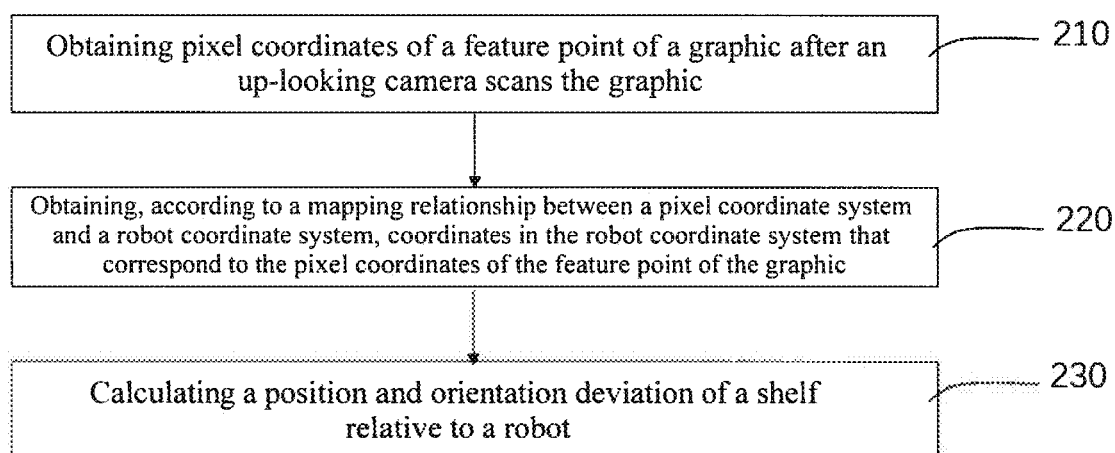 Obtaining pixel coordinates of a feature point of a graphic after an
up-looking camera scans the graphic
210
Obtaining, according to a mapping relationship between a pixel coordinate system
and a robot coordinate system, coordinates in the robot coordinate system that
correspond to the pixel coordinates of the feature point of the graphic
220
Calculating a position and orientation deviation of a shelf
relative to a robot
230